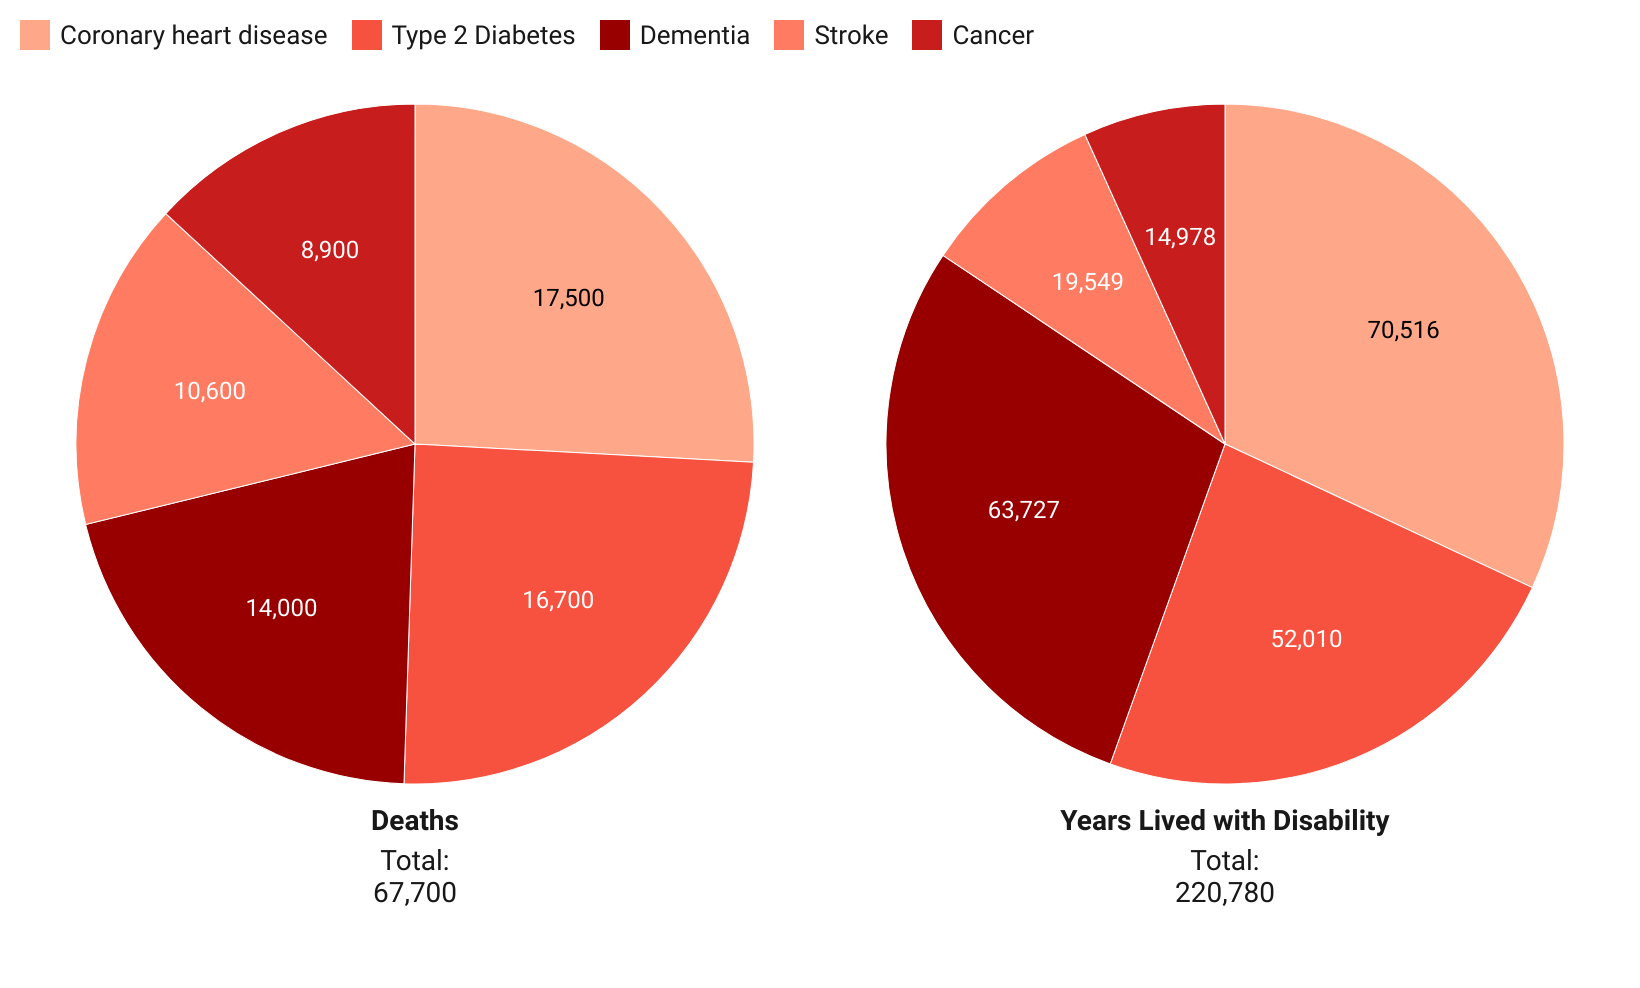 Coronary heart disease Type 2 Diabetes Dementia Stroke Cancer
8,900
17,500
10,600
14,000
16,700
14,978
19,549
70,516
63,727
52,010
Deaths
Total:
67,700
Years Lived with Disability
Total:
220,780